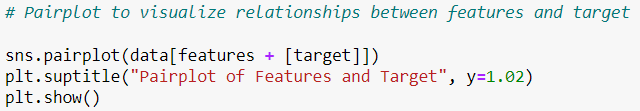 # Pairplot to visualize relationships between features and target
sns.pairplot(data[features + [target]])
plt.suptitle("Pairplot of Features and Target", y=1.02)
plt.show()